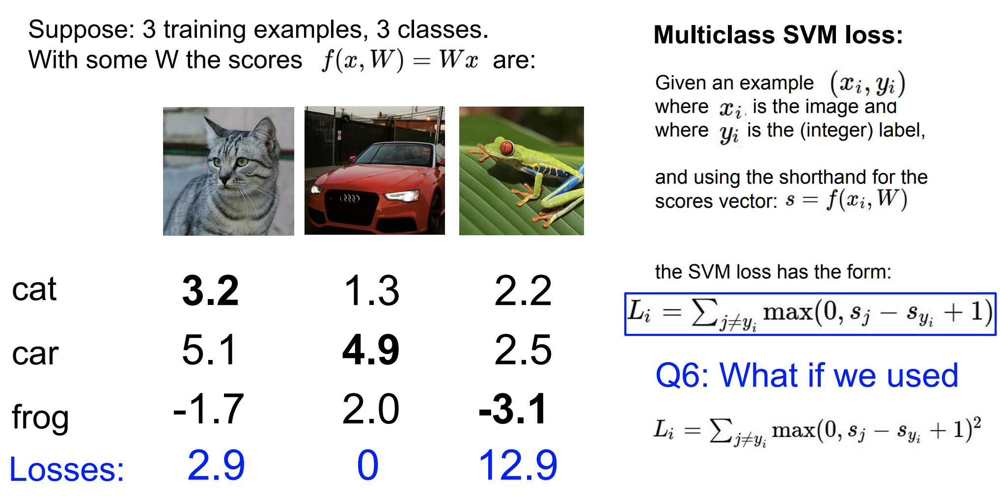 Suppose: 3 training examples, 3 classes.
With some W the scores f(x, W) = Wx are:
cat 3.2 1.3 2.2
car 5.1 4.9 2.5
frog -1.7 2.0 -3.1
Losses: 2.9 0 12.9
Multiclass SVM loss:
Given an example (x_i, y_i)
where x_i is the image and
where y_i is the (integer) label,
and using the shorthand for the
scores vector: s = f(x_i, W)
the SVM loss has the form:
L_i = ∑_{j≠y_i} max(0, s_j − s_{y_i} + 1)
Q6: What if we used
L_i = ∑_{j≠y_i} max(0, s_j − s_{y_i} + 1)²